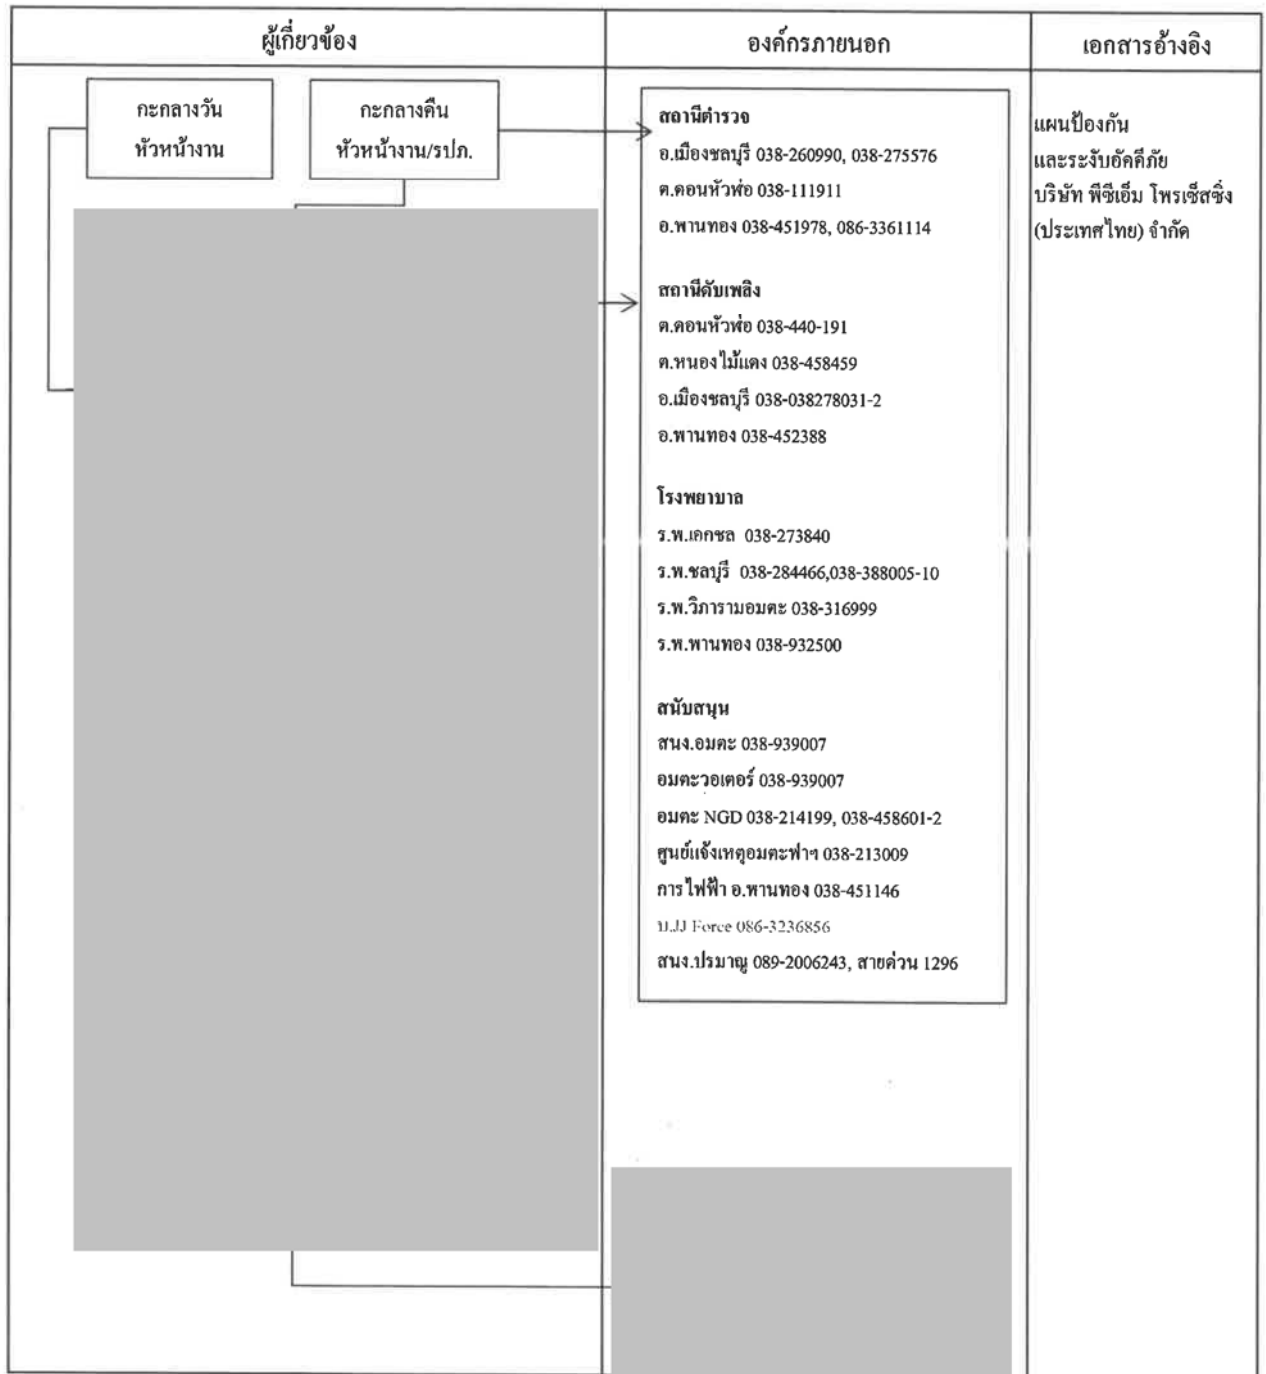 ผู้เกี่ยวข้อง
องค์กรภายนอก
เอกสารอ้างอิง
กะกลางวัน
หัวหน้างาน
กะกลางคืน
หัวหน้างาน/รปภ.
สถานีตำรวจ
อ.เมืองชลบุรี 038-260990, 038-275576
ต.ดอนหัวฬ่อ 038-111911
อ.พานทอง 038-451978, 086-3361114
สถานีดับเพลิง
ต.ดอนหัวฬ่อ 038-440-191
ต.หนองไม้แดง 038-458459
อ.เมืองชลบุรี 038-038278031-2
อ.พานทอง 038-452388
โรงพยาบาล
ร.พ.เอกชล 038-273840
ร.พ.ชลบุรี 038-284466,038-388005-10
ร.พ.วิภารามอมตะ 038-316999
ร.พ.พานทอง 038-932500
สนับสนุน
สนง.อมตะ 038-939007
อมตะวอเตอร์ 038-939007
อมตะ NGD 038-214199, 038-458601-2
ศูนย์แจ้งเหตุอมตะฟาฯ 038-213009
การไฟฟ้า อ.พานทอง 038-451146
บ.JJ Force 086-3236856
สนง.ปรมาณู 089-2006243, สายด่วน 1296
แผนป้องกัน
และระงับอัคคีภัย
บริษัท พีซีเอ็ม โพรเซ็สซิ่ง
(ประเทศไทย) จำกัด